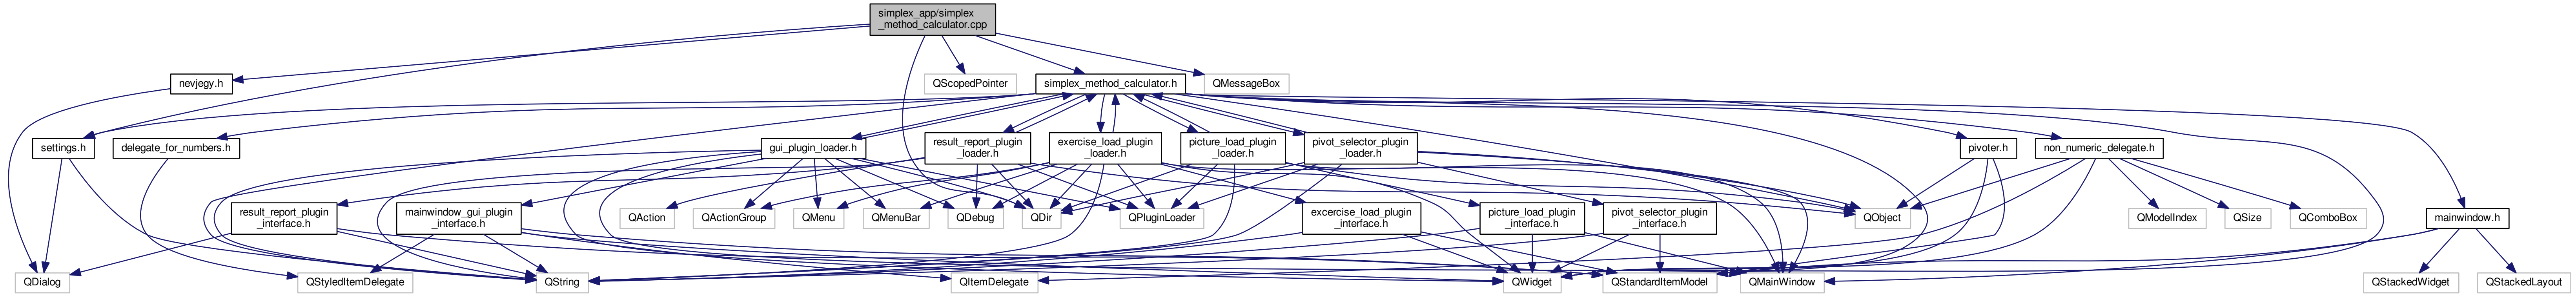 simplex_app/simplex
_method_calculator.cpp
nevjegy.h
QScopedPointer
simplex_method_calculator.h
QMessageBox
settings.h
delegate_for_numbers.h
gui_plugin_loader.h
result_report_plugin
_loader.h
exercise_load_plugin
_loader.h
picture_load_plugin
_loader.h
pivot_selector_plugin
_loader.h
pivoter.h
non_numeric_delegate.h
result_report_plugin
_interface.h
mainwindow_gui_plugin
_interface.h
QAction
QActionGroup
QMenu
QMenuBar
QDebug
QDir
QPluginLoader
excercise_load_plugin
_interface.h
picture_load_plugin
_interface.h
pivot_selector_plugin
_interface.h
QObject
QModelIndex
QSize
QComboBox
mainwindow.h
QDialog
QStyledItemDelegate
QString
QItemDelegate
QWidget
QStandardItemModel
QMainWindow
QStackedWidget
QStackedLayout